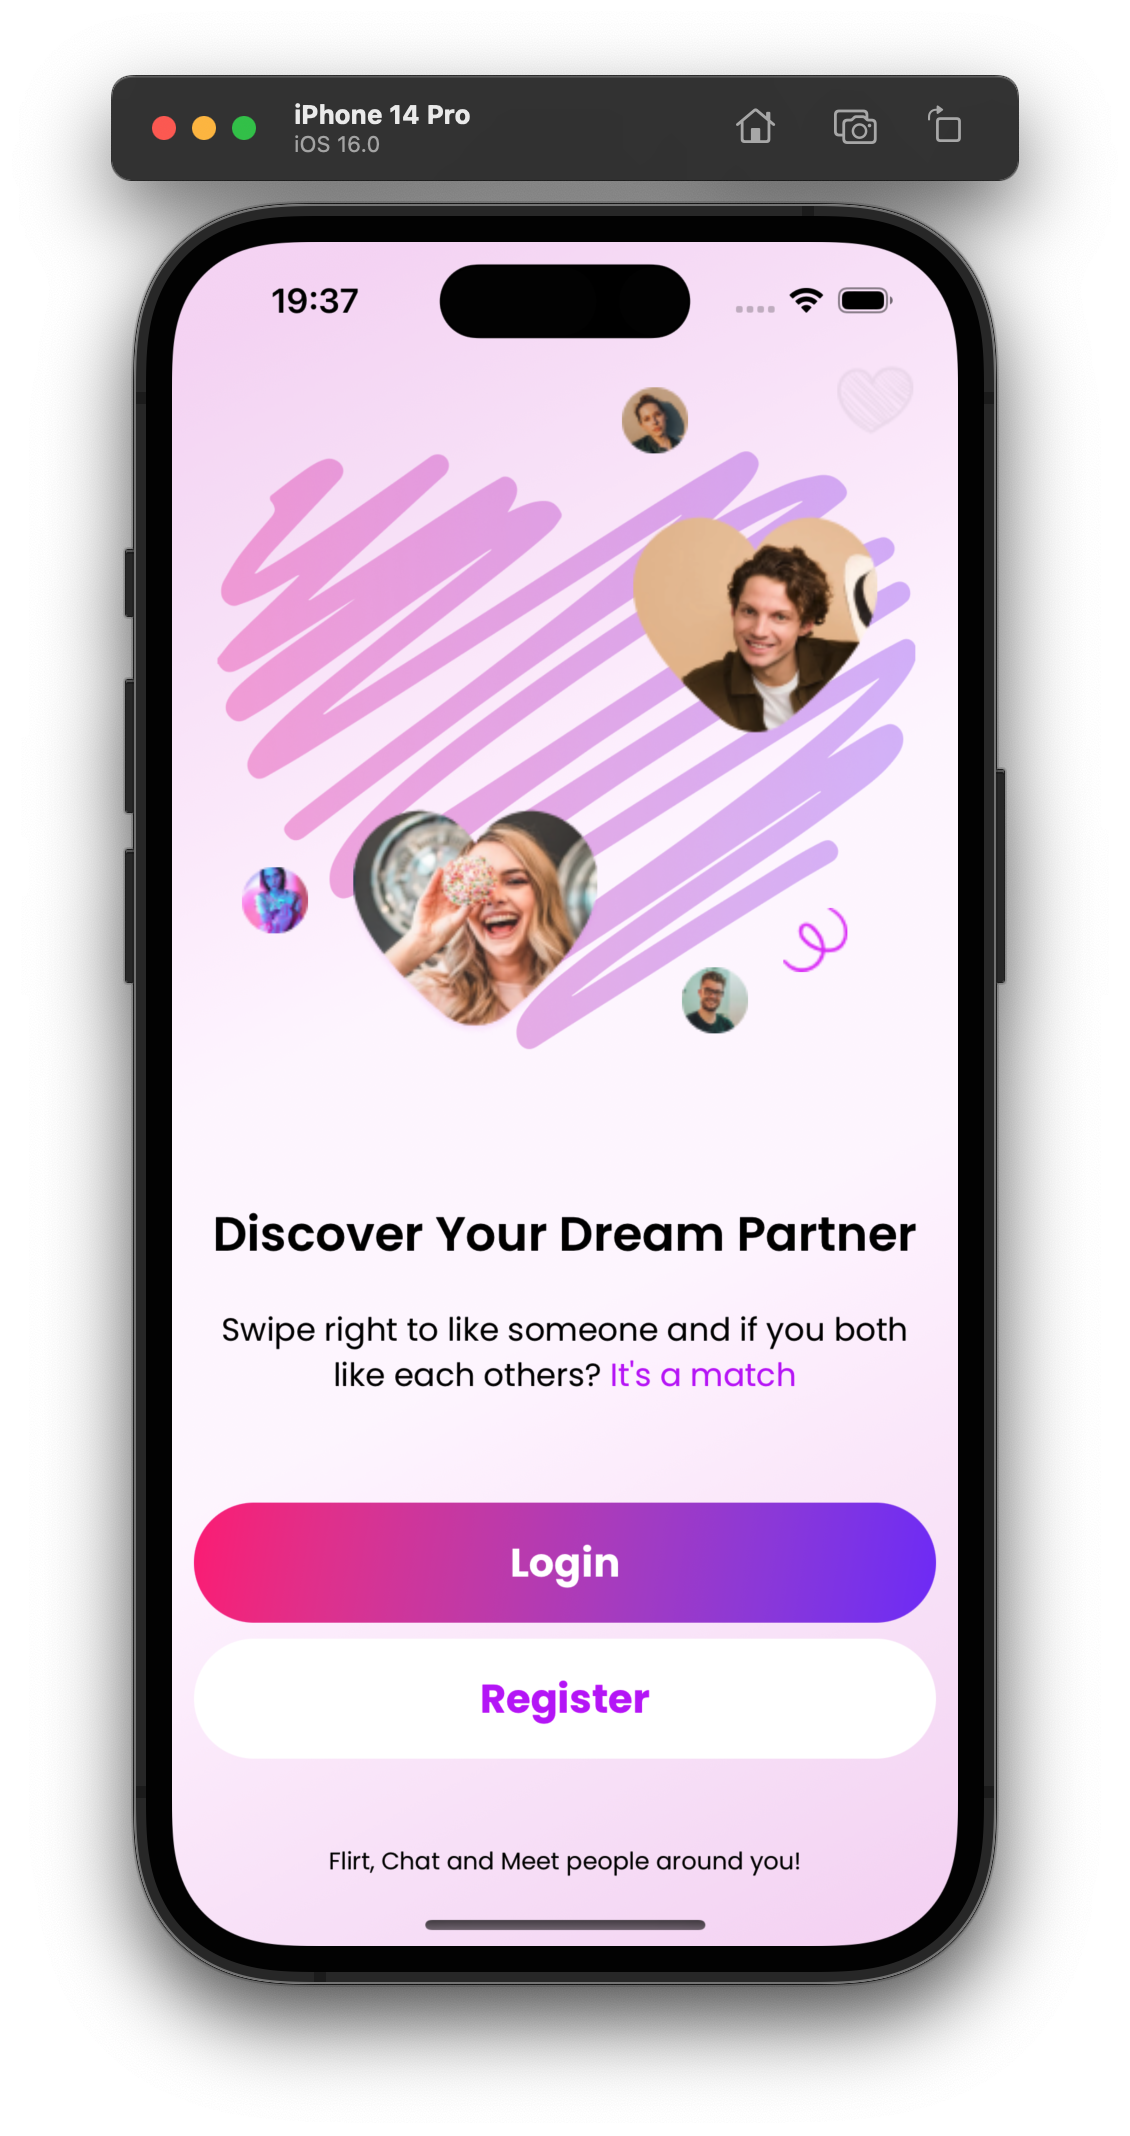 iPhone 14 Pro
iOS 16.0
19:37
Discover Your Dream Partner
Swipe right to like someone and if you both
like each others? It's a match
Login
Register
Flirt, Chat and Meet people around you!